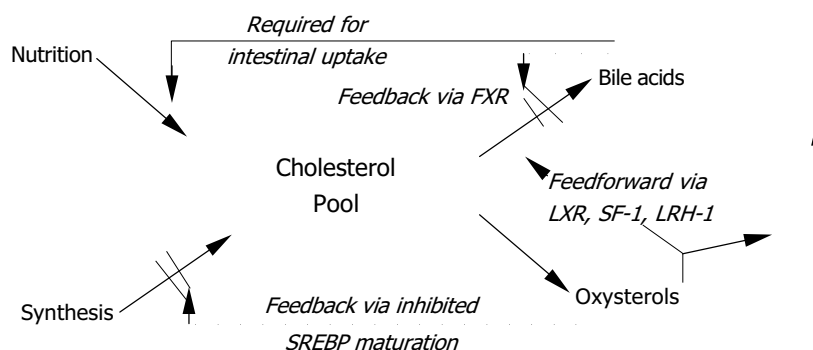 Required for
intestinal uptake
Nutrition
Bile acids
Feedback via FXR
Cholesterol
Pool
Feedforward via
LXR, SF-1, LRH-1
Synthesis
Oxysterols
Feedback via inhibited
SREBP maturation